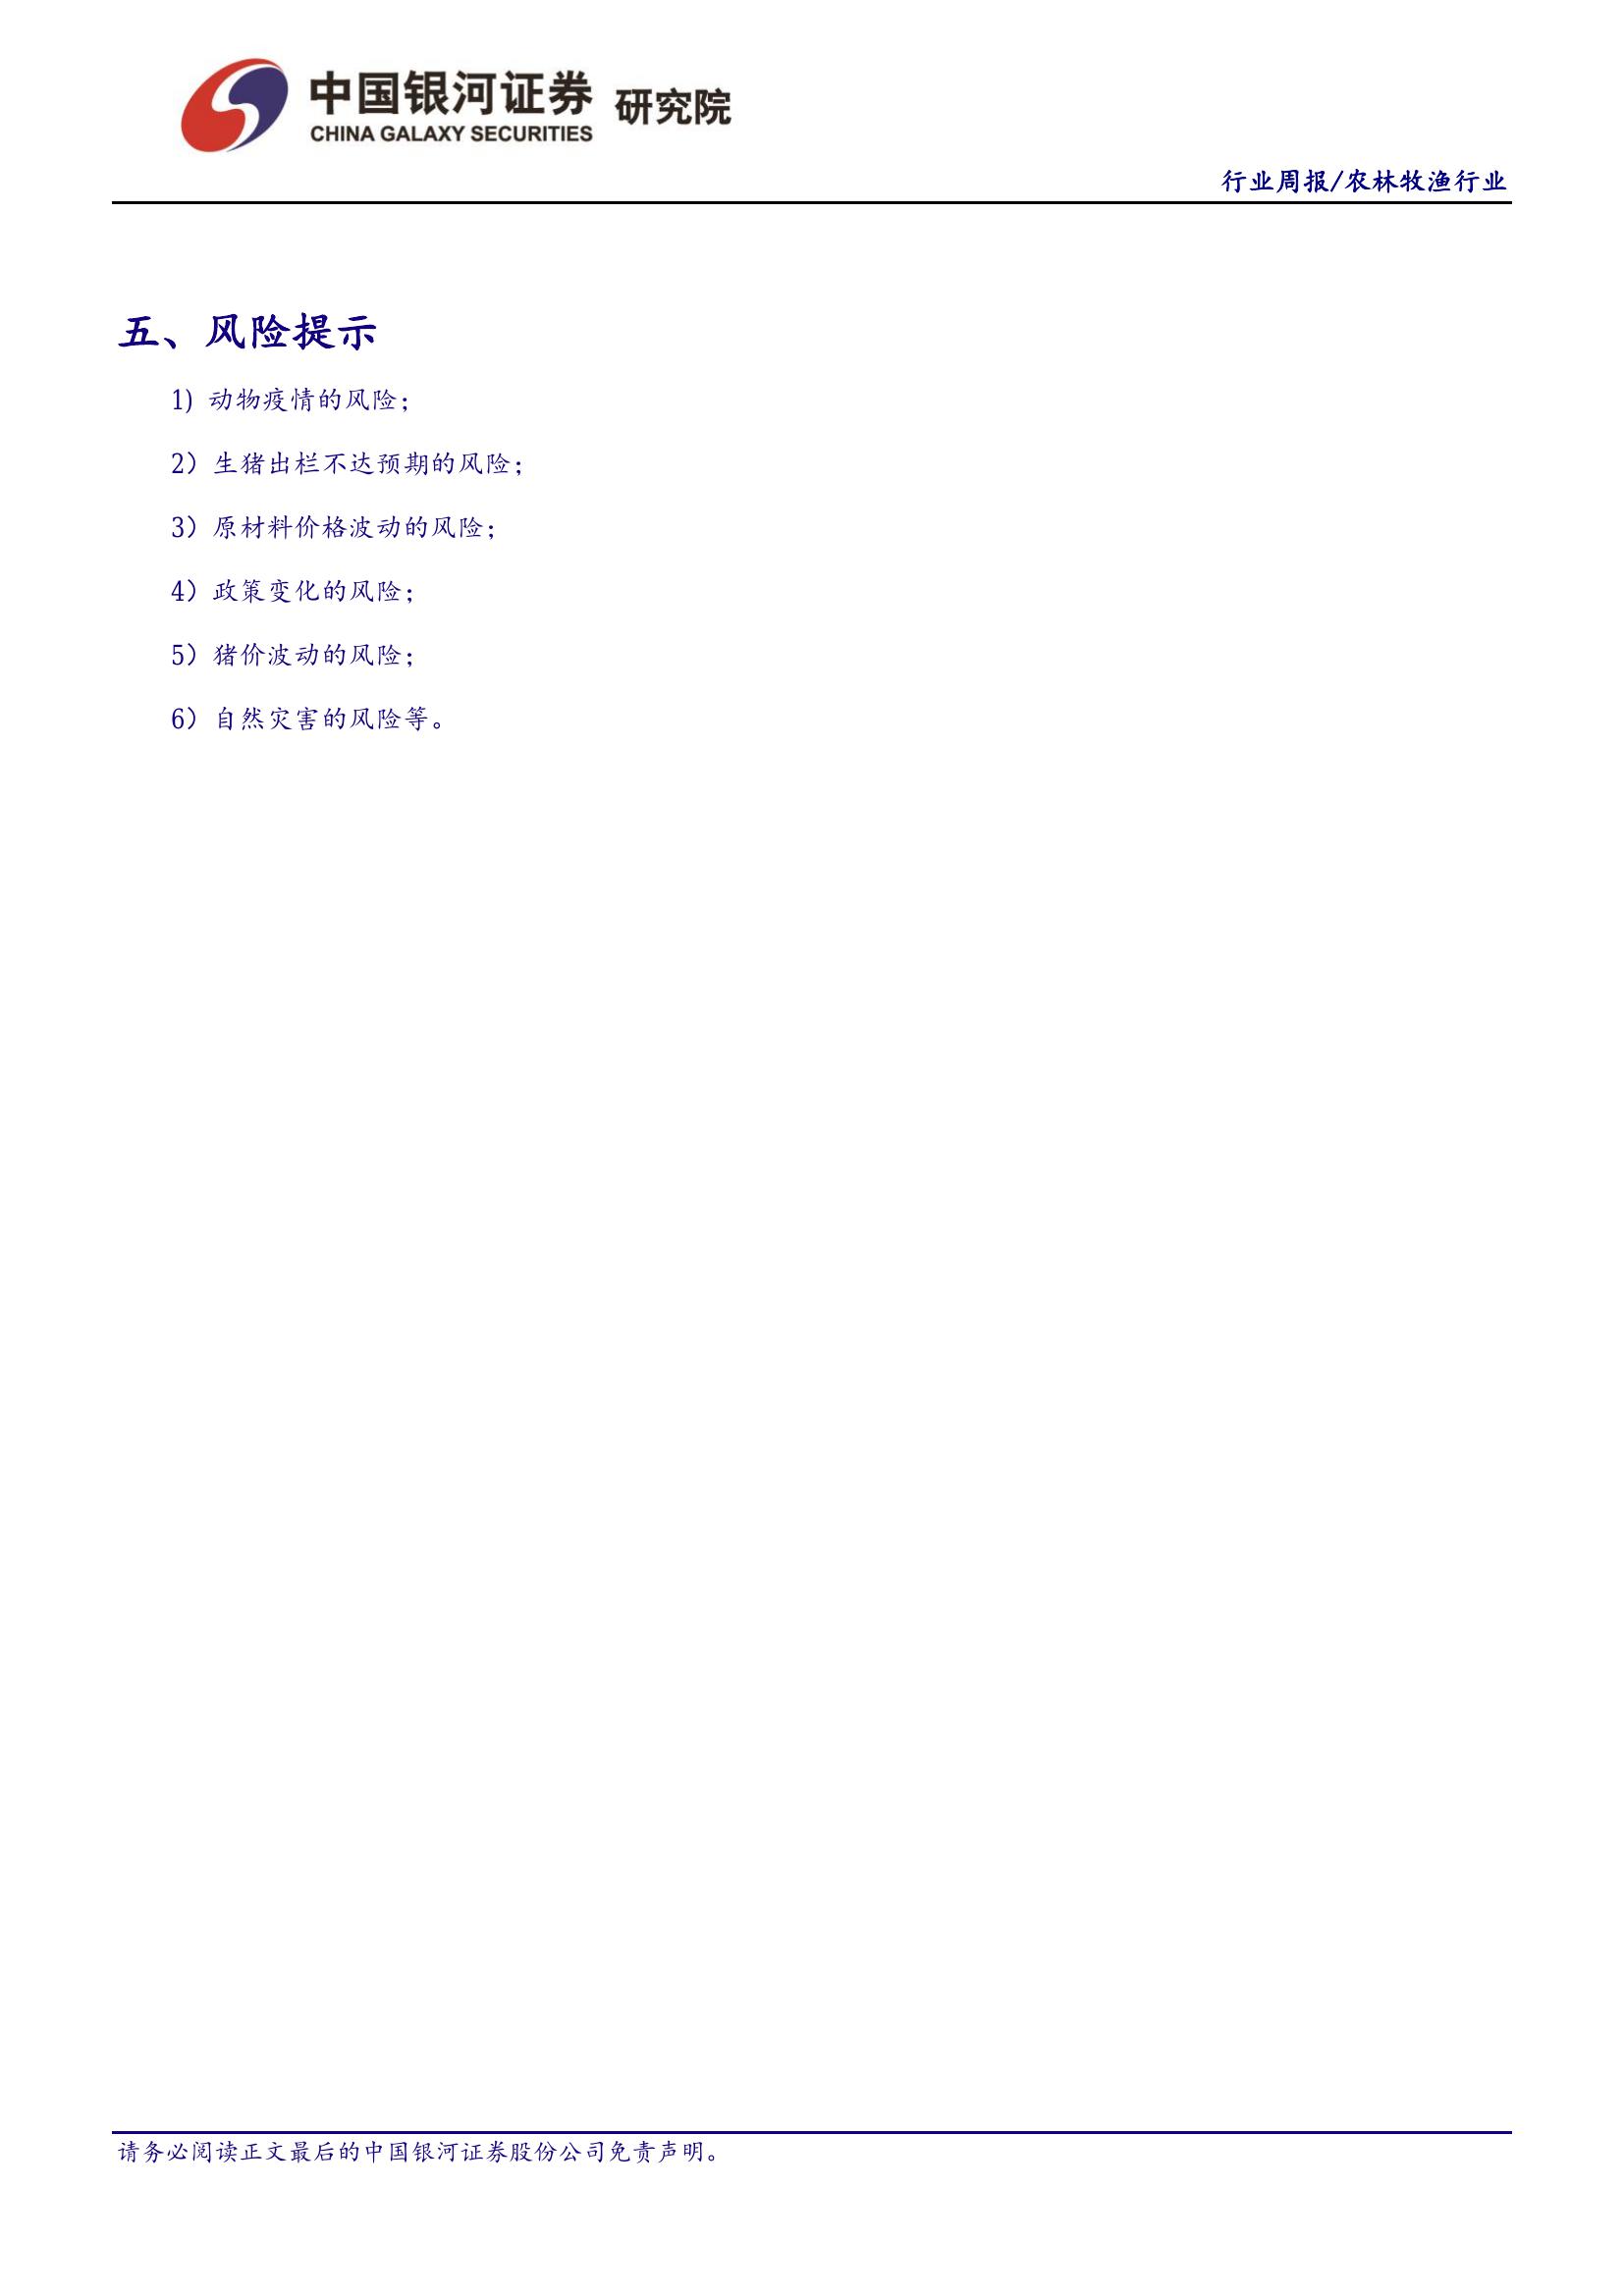 中国银河证券 研究院
CHINA GALAXY SECURITIES
行业周报/农林牧渔行业
五、风险提示
1) 动物疫情的风险；
2）生猪出栏不达预期的风险；
3）原材料价格波动的风险；
4）政策变化的风险；
5）猪价波动的风险；
6）自然灾害的风险等。
请务必阅读正文最后的中国银河证券股份公司免责声明。